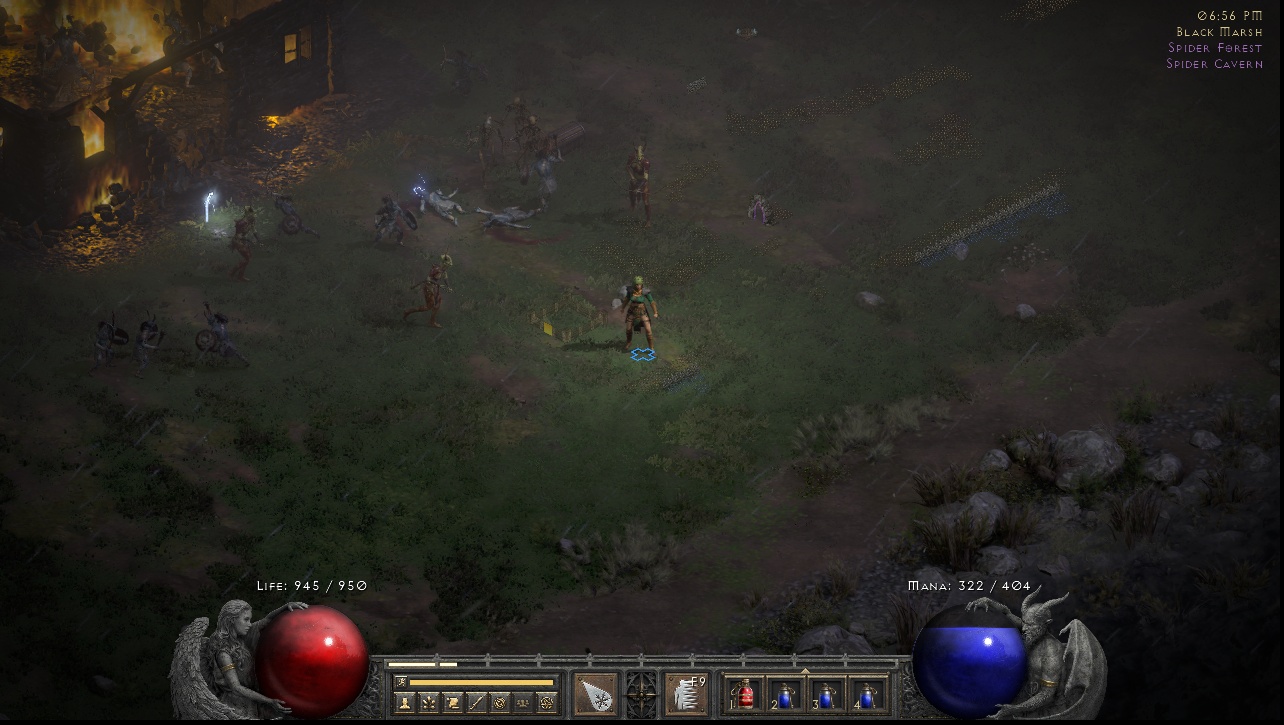 06:56 PM
Black Marsh
Spider Forest
Spider Cavern
Life: 945 / 950
Mana: 322 / 404
F9
1 2 3 4